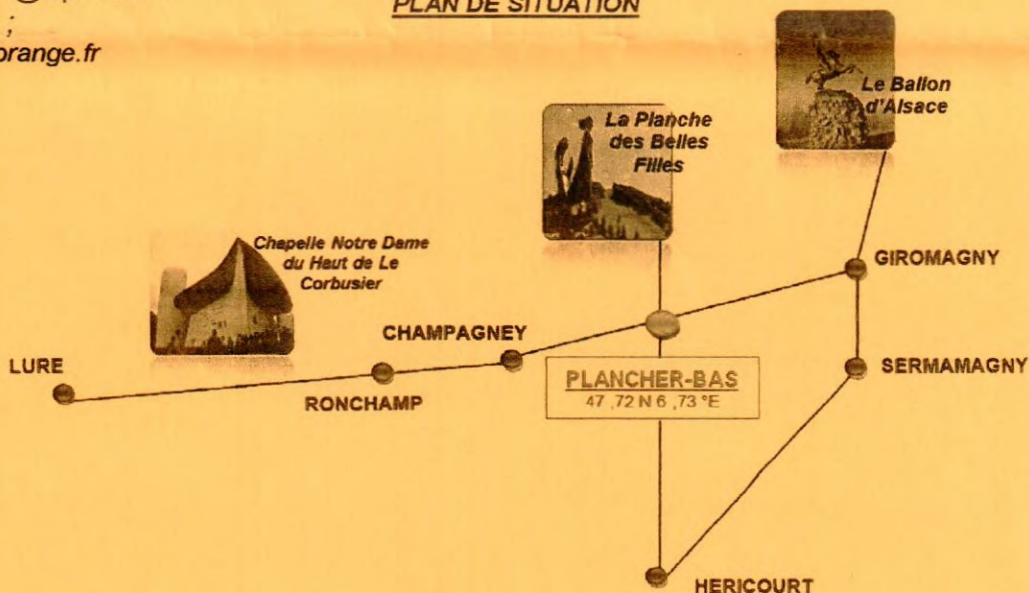 PLAN DE SITUATION
;
orange.fr
Le Ballon
d'Alsace
La Planche
des Belles
Filles
Chapelle Notre Dame
du Haut de Le
Corbusier
GIROMAGNY
CHAMPAGNEY
LURE
SERMAMAGNY
RONCHAMP
PLANCHER-BAS
47 ,72 N 6 ,73 °E
HERICOURT